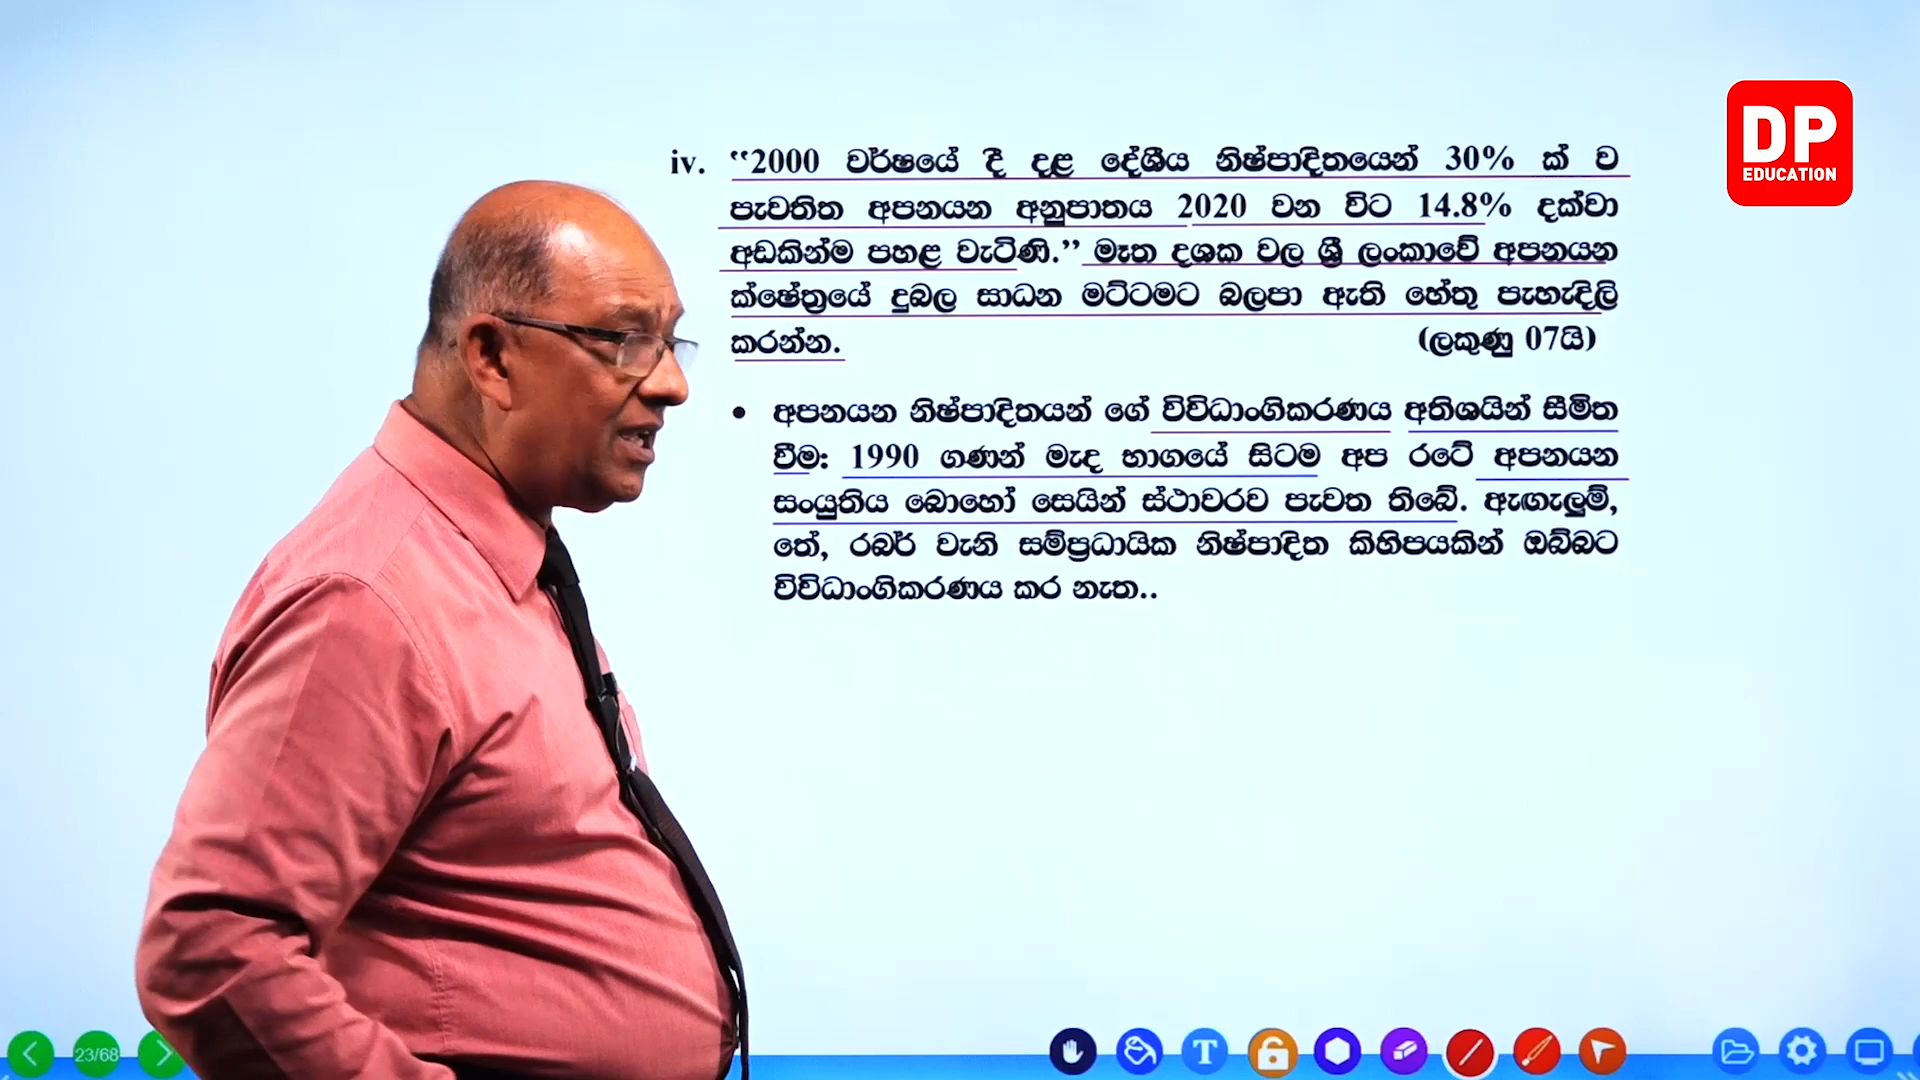 DP
EDUCATION
iv. “2000 වර්ෂයේ දී දළ දේශීය නිෂ්පාදිතයෙන් 30% ක් ව
පැවතිත අපනයන අනුපාතය 2020 වන විට 14.8% දක්වා
අඩකින්ම පහළ වැටිණි.” මෑත දශක වල ශ්‍රී ලංකාවේ අපනයන
ක්ෂේත්‍රයේ දුබල සාධන මට්ටමට බලපා ඇති හේතු පැහැදිලි
කරන්න. (ලකුණු 07යි)
• අපනයන නිෂ්පාදිතයන් ගේ විවිධාංගිකරණය අතිශයින් සීමිත
වීම: 1990 ගණන් මැද භාගයේ සිටම අප රටේ අපනයන
සංයුතිය බොහෝ සෙයින් ස්ථාවරව පැවත තිබේ. ඇඟැලුම්,
තේ, රබර් වැනි සම්ප්‍රධායික නිෂ්පාදිත කිහිපයකින් ඔබ්බට
විවිධාංගිකරණය කර නැත..
23/68
T